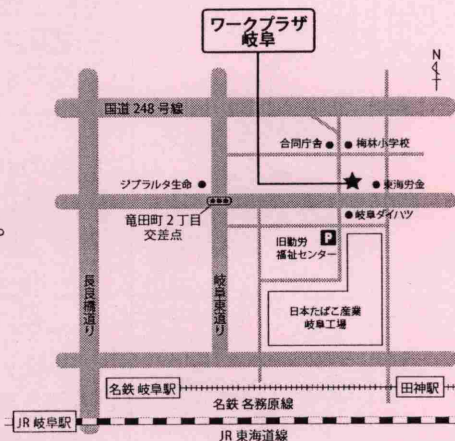 ワークプラザ
岐阜
N
国道248号線
合同庁舎
梅林小学校
ジブラルタ生命
東海労金
竜田町2丁目
交差点
岐阜ダイハツ
旧勤労
福祉センター
P
長良橋通り
岐阜東通り
日本たばこ産業
岐阜工場
名鉄 岐阜駅
田神駅
名鉄 各務原線
JR 岐阜駅
JR 東海道線